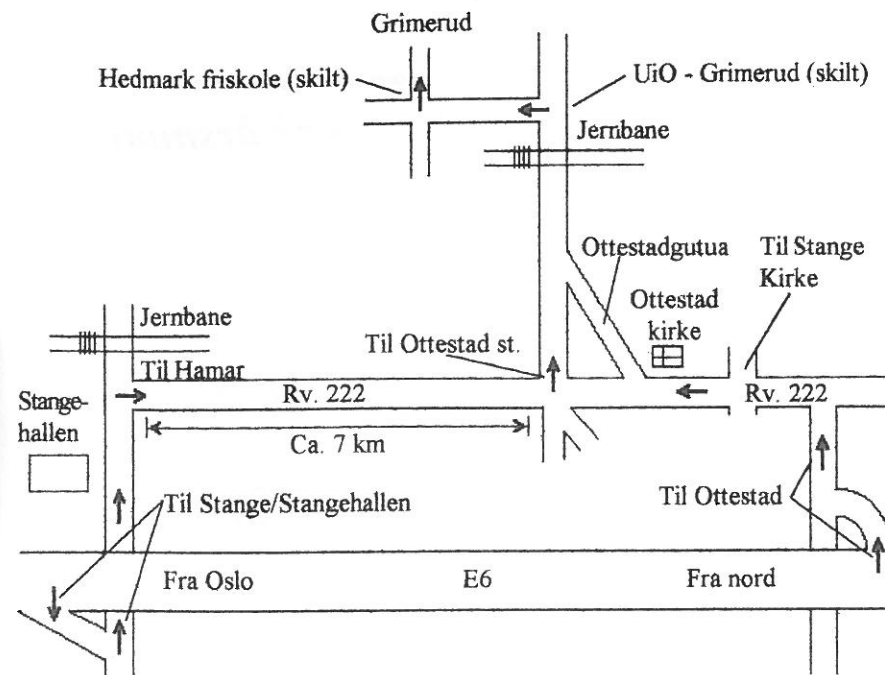 Grimerud
Hedmark friskole (skilt)
UiO - Grimerud (skilt)
Jernbane
Ottestadgutua
Til Stange
Kirke
Ottestad
kirke
Jernbane
Til Ottestad st.
Til Hamar
Rv. 222
Rv. 222
Stange-
hallen
Ca. 7 km
Til Stange/Stangehallen
Til Ottestad
Fra Oslo
E6
Fra nord